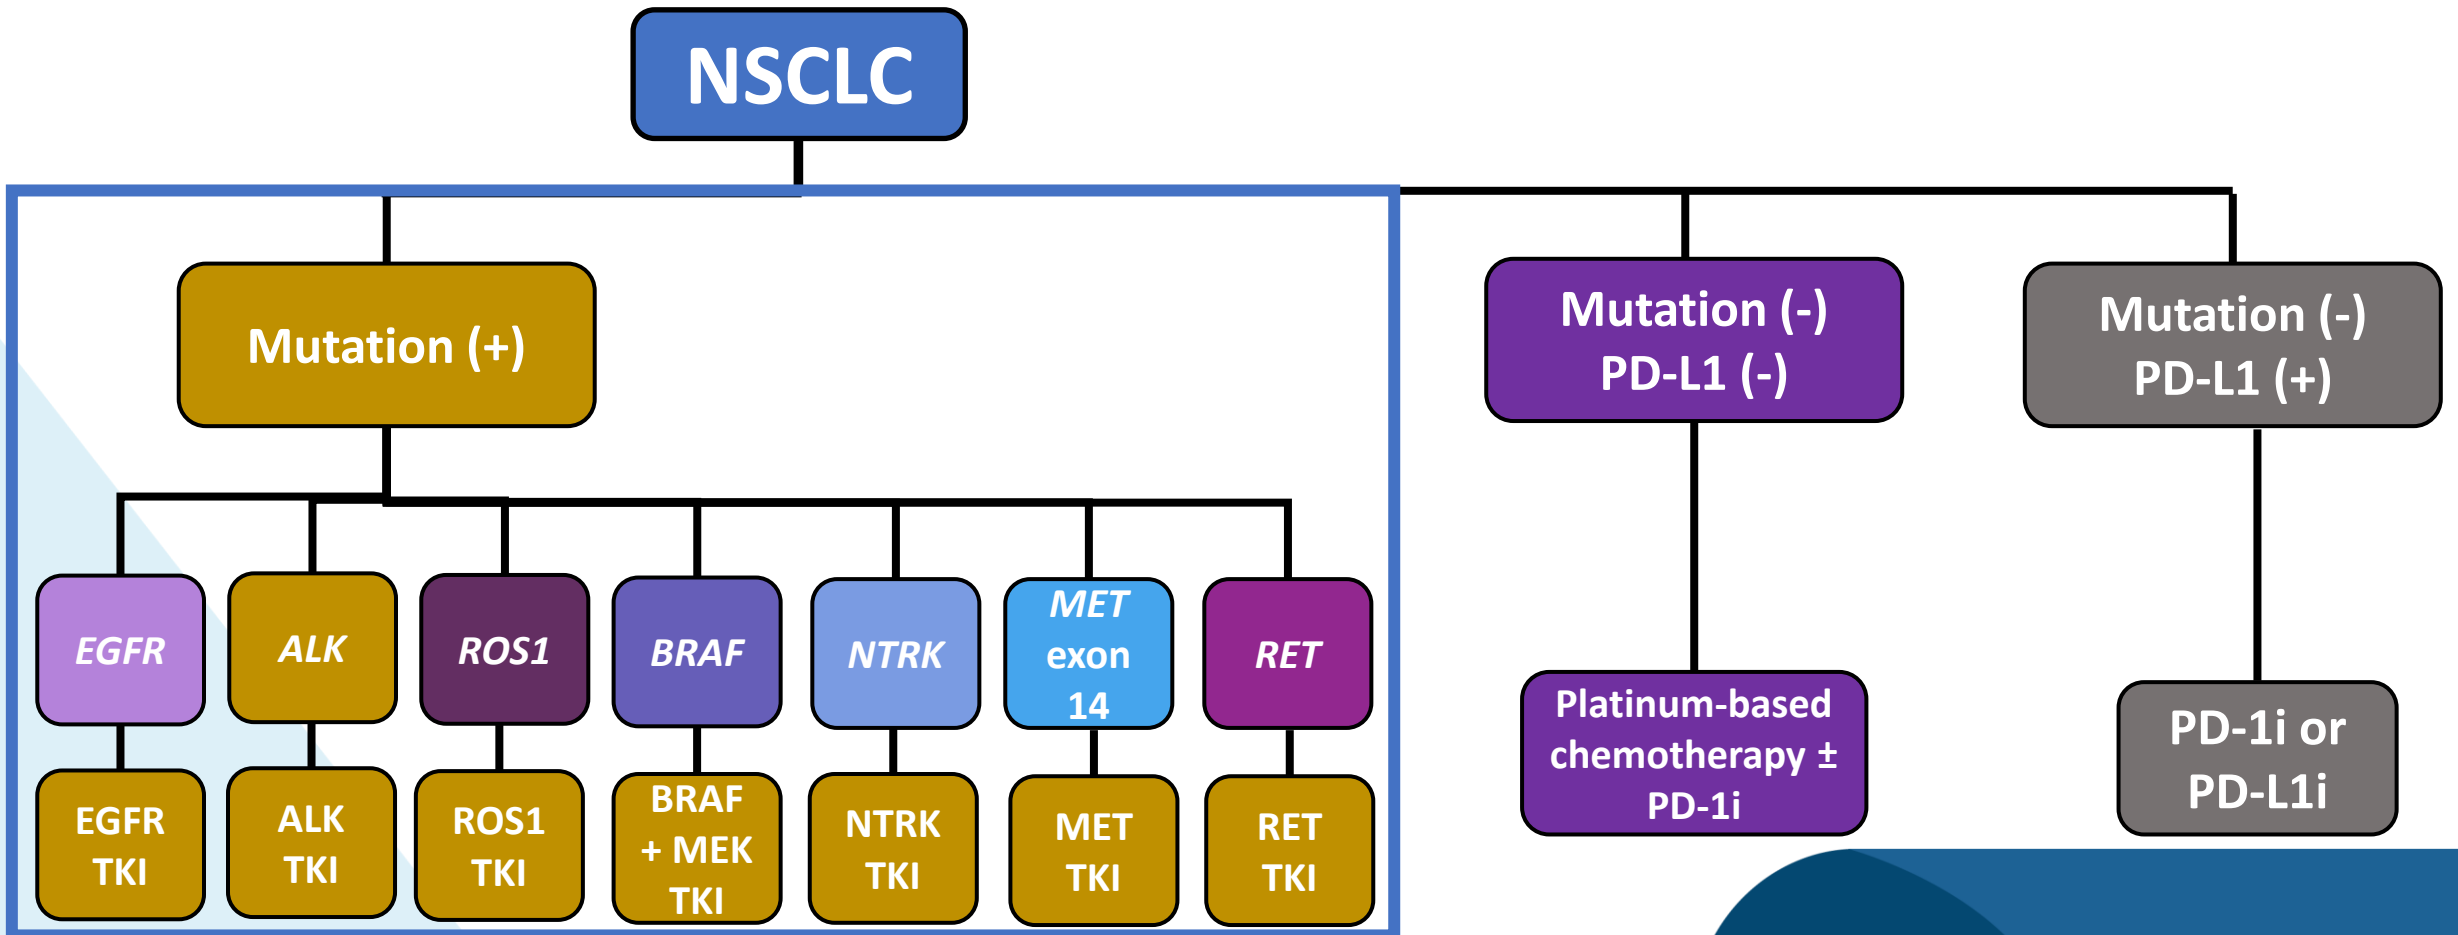 NSCLC
Mutation (+)
Mutation (-)
PD-L1 (-)
Mutation (-)
PD-L1 (+)
EGFR
ALK
ROS1
BRAF
NTRK
MET
exon
14
RET
EGFR
TKI
ALK
TKI
ROS1
TKI
BRAF
+ MEK
TKI
NTRK
TKI
MET
TKI
RET
TKI
Platinum-based
chemotherapy ±
PD-1i
PD-1i or
PD-L1i